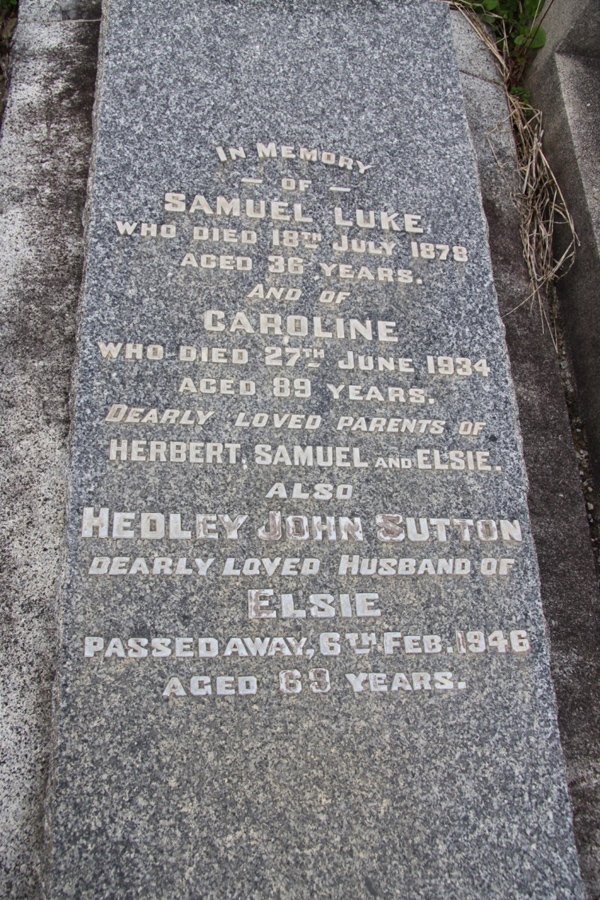 IN MEMORY
— OF —
SAMUEL LUKE
WHO DIED 18TH JULY 1878
AGED 36 YEARS.
AND OF
CAROLINE
WHO DIED 27TH JUNE 1934
AGED 89 YEARS.
DEARLY LOVED PARENTS OF
HERBERT, SAMUEL AND ELSIE.
ALSO
HEDLEY JOHN SUTTON
DEARLY LOVED HUSBAND OF
ELSIE
PASSED AWAY, 6TH FEB. 1946
AGED 69 YEARS.